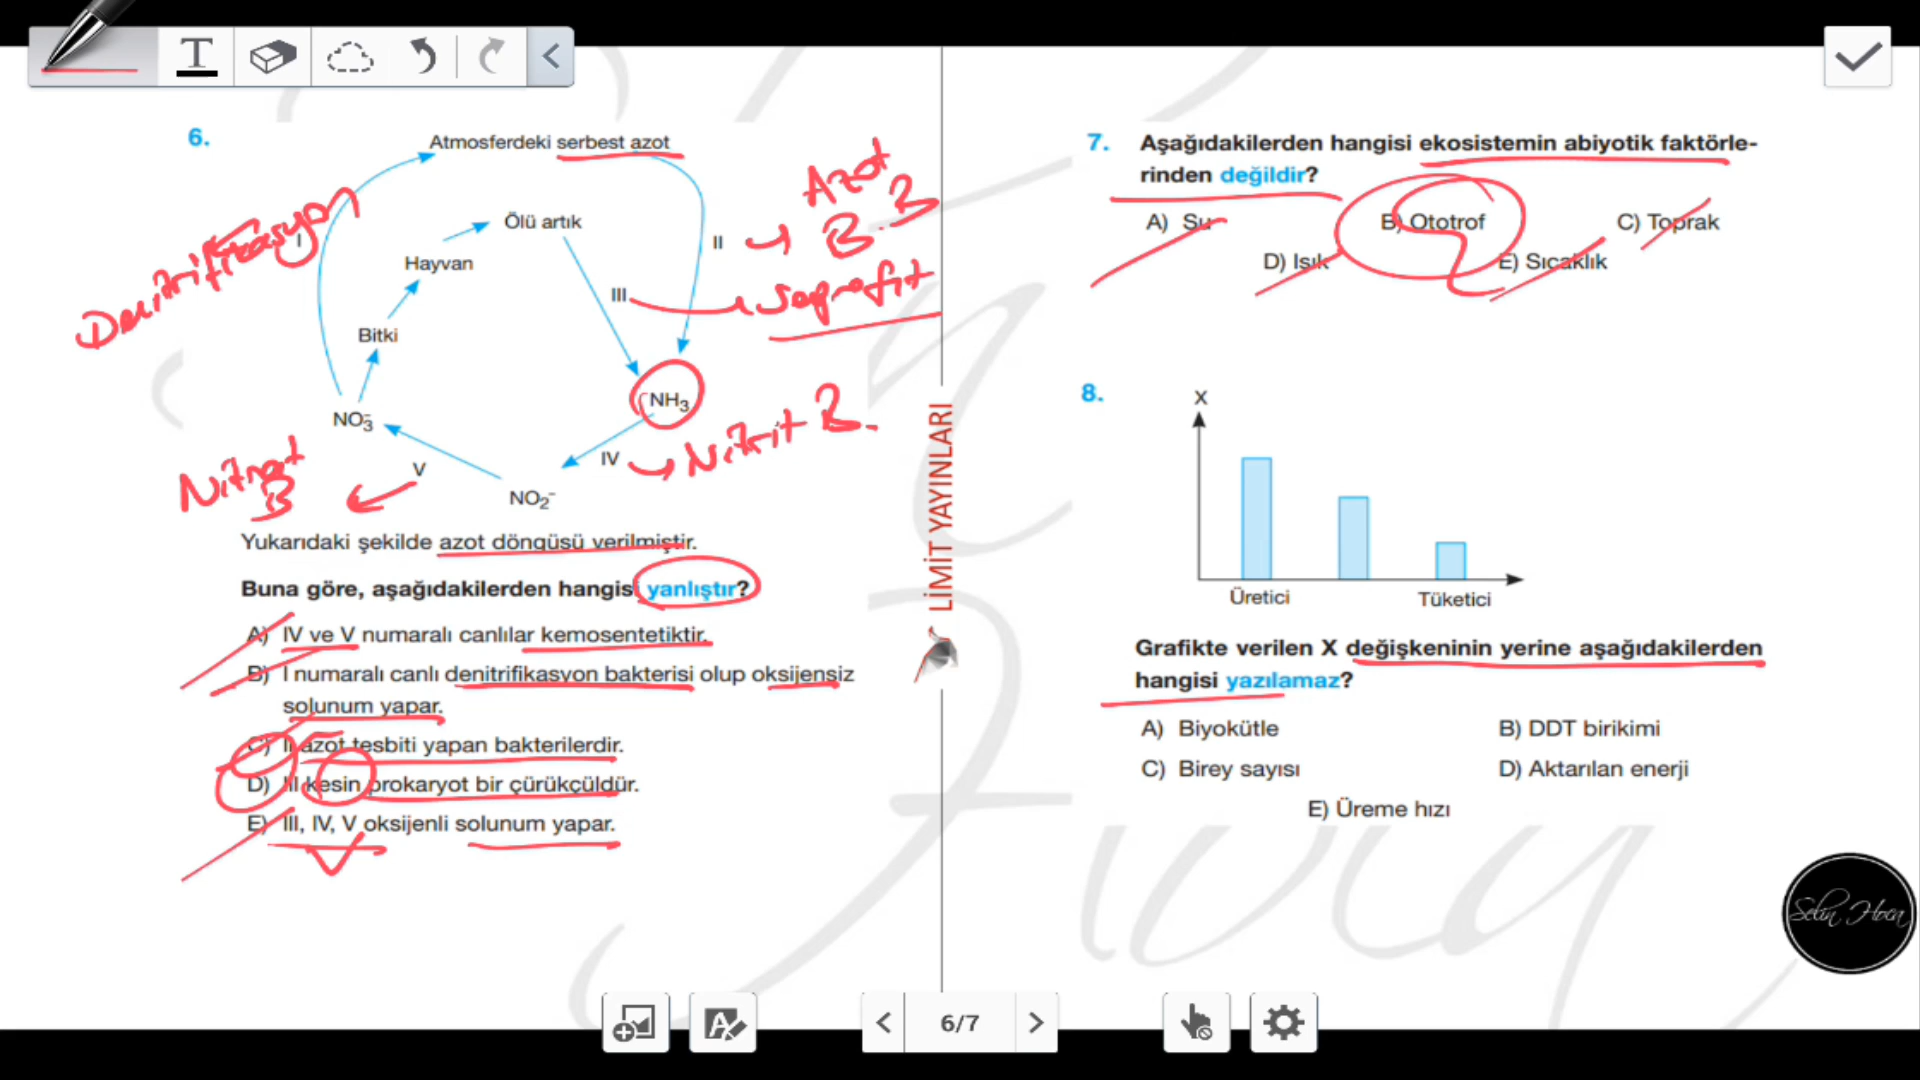 T
6.
Atmosferdeki serbest azot
Ölü artık
Hayvan
Bitki
I
II
III
IV
V
NH₃
NO₂⁻
NO₃⁻
Denitrifikasyon
Azot
B.B
Saprofit
Nitrit B.
Nitrat
B
Yukarıdaki şekilde azot döngüsü verilmiştir.
Buna göre, aşağıdakilerden hangisi yanlıştır?
A) IV ve V numaralı canlılar kemosentetiktir.
B) I numaralı canlı denitrifikasyon bakterisi olup oksijensiz
solunum yapar.
C) II azot tesbiti yapan bakterilerdir.
D) III kesin prokaryot bir çürükçüldür.
E) III, IV, V oksijenli solunum yapar.
LİMİT YAYINLARI
7. Aşağıdakilerden hangisi ekosistemin abiyotik faktörle-
rinden değildir?
A) Su
B) Ototrof
C) Toprak
D) Işık
E) Sıcaklık
8.
X
Üretici
Tüketici
Grafikte verilen X değişkeninin yerine aşağıdakilerden
hangisi yazılamaz?
A) Biyokütle
B) DDT birikimi
C) Birey sayısı
D) Aktarılan enerji
E) Üreme hızı
Selin Hoca
A
6/7